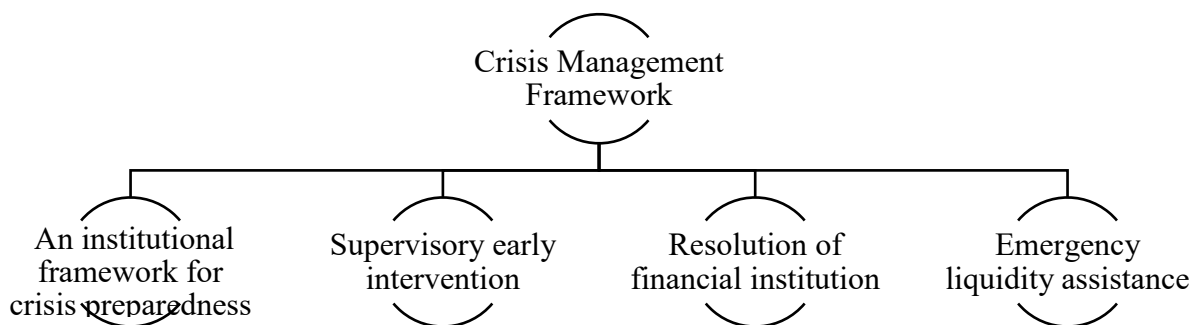 Crisis Management
Framework
An institutional
framework for
crisis preparedness
Supervisory early
intervention
Resolution of
financial institution
Emergency
liquidity assistance